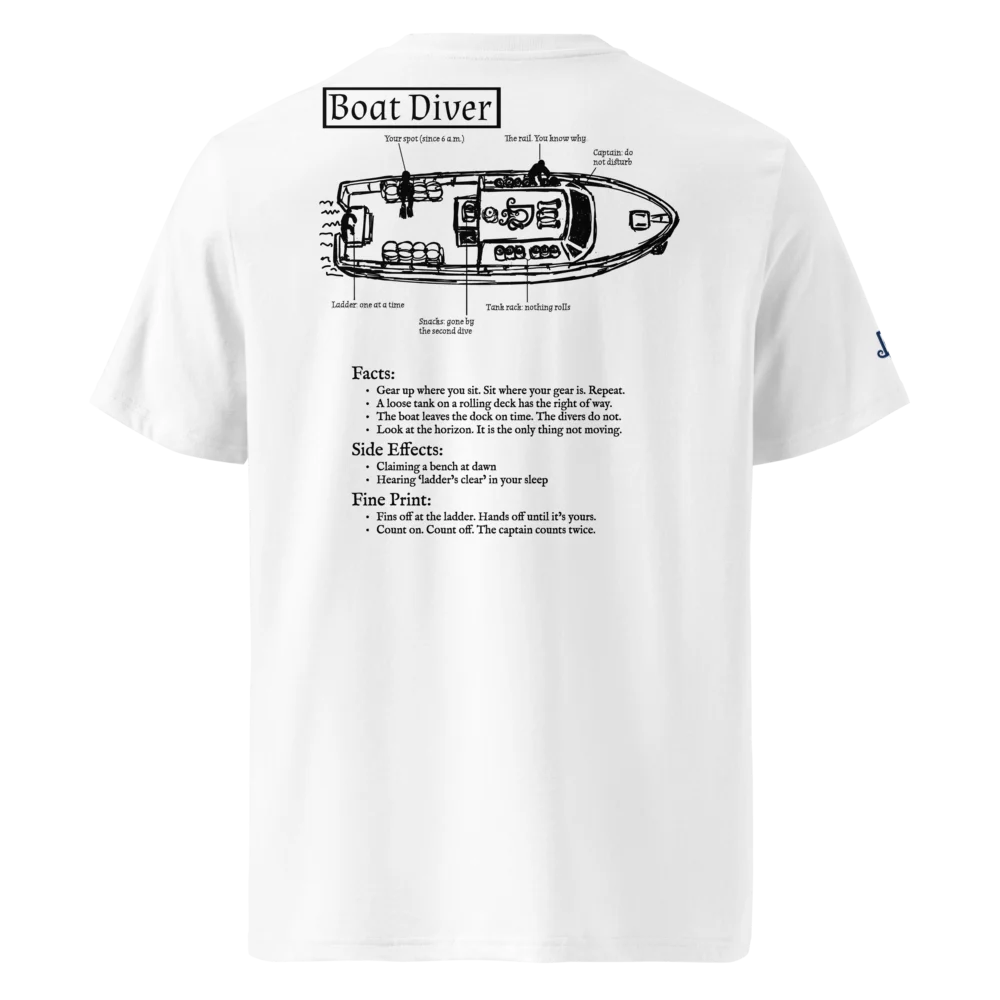 Boat Diver
Your spot (since 6 a.m.)
The rail. You know why.
Captain: do
not disturb
Ladder: one at a time
Snacks: gone by
the second dive
Tank rack: nothing rolls
Facts:
• Gear up where you sit. Sit where your gear is. Repeat.
• A loose tank on a rolling deck has the right of way.
• The boat leaves the dock on time. The divers do not.
• Look at the horizon. It is the only thing not moving.
Side Effects:
• Claiming a bench at dawn
• Hearing ‘ladder’s clear’ in your sleep
Fine Print:
• Fins off at the ladder. Hands off until it’s yours.
• Count on. Count off. The captain counts twice.